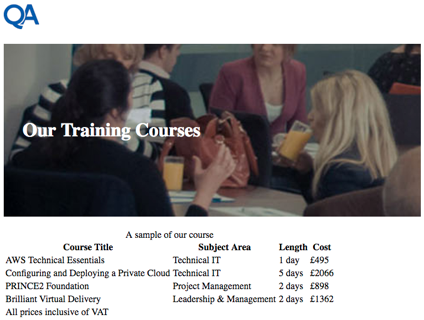 QA
Our Training Courses
A sample of our course
Course Title Subject Area Length Cost
AWS Technical Essentials Technical IT 1 day £495
Configuring and Deploying a Private Cloud Technical IT 5 days £2066
PRINCE2 Foundation Project Management 2 days £898
Brilliant Virtual Delivery Leadership & Management 2 days £1362
All prices inclusive of VAT